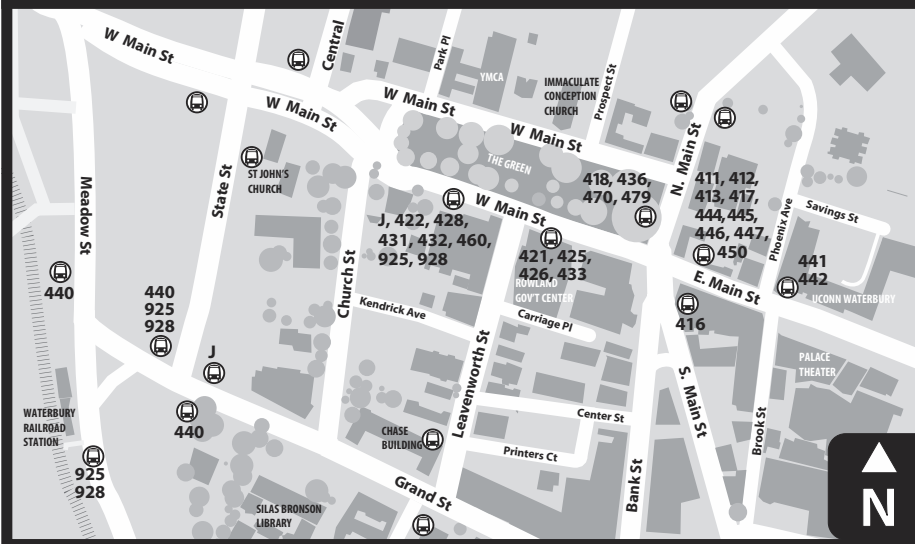 W Main St
Central
Park Pl
YMCA
IMMACULATE
CONCEPTION
CHURCH
Prospect St
W Main St
W Main St
W Main St
N. Main St
THE GREEN
ST JOHN'S
CHURCH
State St
Meadow St
418, 436,
470, 479
411, 412,
413, 417,
444, 445,
446, 447,
450
Phoenix Ave
Savings St
W Main St
J, 422, 428,
431, 432, 460,
925, 928
421, 425,
426, 433
ROWLAND
GOV'T CENTER
441
442
E. Main St
UCONN WATERBURY
Church St
Kendrick Ave
Carriage Pl
416
440
440
925
928
J
440
Leavenworth St
PALACE
THEATER
S. Main St
WATERBURY
RAILROAD
STATION
CHASE
BUILDING
Center St
Printers Ct
Brook St
Bank St
925
928
Grand St
SILAS BRONSON
LIBRARY
N